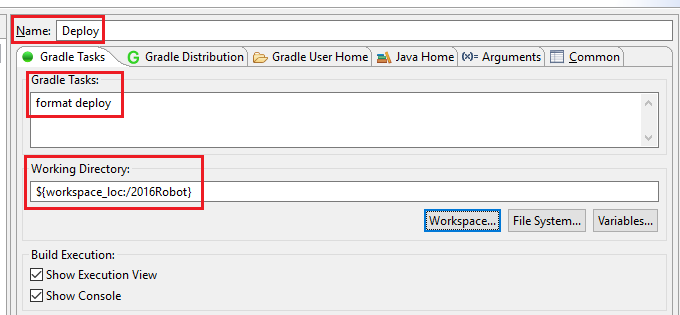 Name: Deploy
Gradle Tasks Gradle Distribution Gradle User Home Java Home (x)= Arguments Common
Gradle Tasks:
format deploy
Working Directory:
${workspace_loc:/2016Robot}
Workspace... File System... Variables...
Build Execution
Show Execution View
Show Console